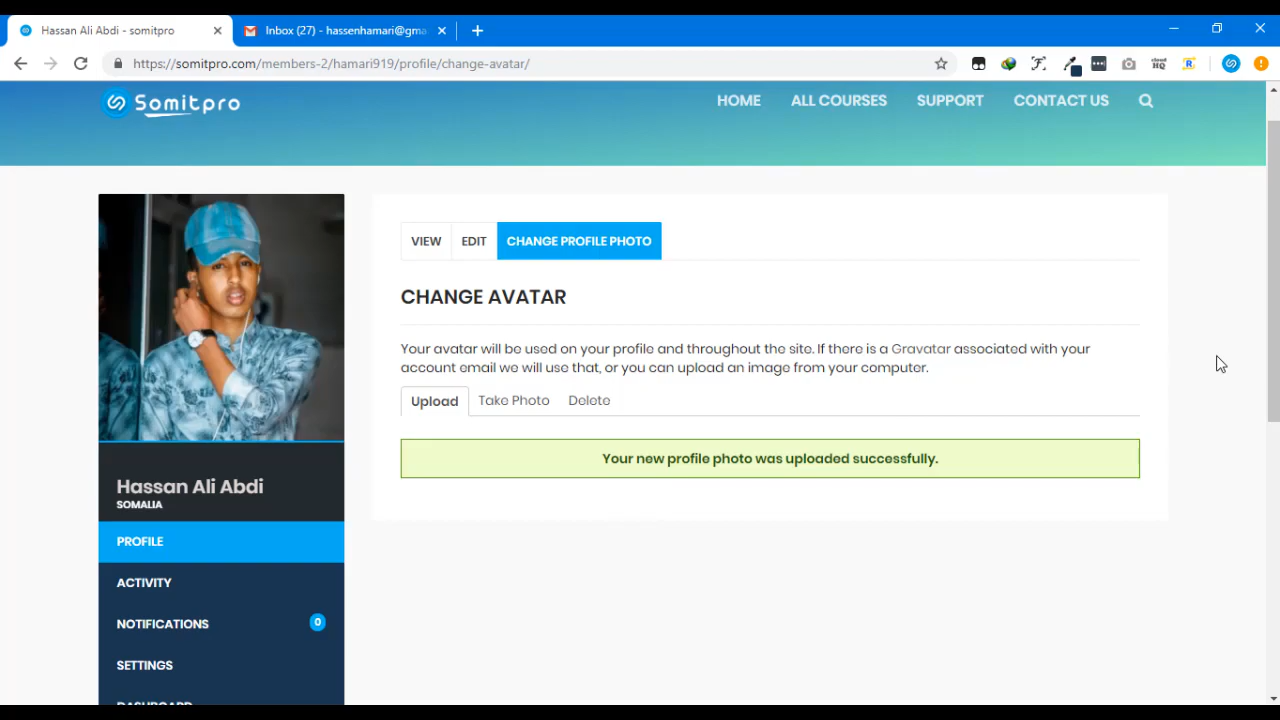 Hassan Ali Abdi - somitpro
Inbox (27) - hassenhamari@gma
https://somitpro.com/members-2/hamari919/profile/change-avatar/
Somitpro
HOME ALL COURSES SUPPORT CONTACT US
VIEW EDIT CHANGE PROFILE PHOTO
CHANGE AVATAR
Your avatar will be used on your profile and throughout the site. If there is a Gravatar associated with your
account email we will use that, or you can upload an image from your computer.
Upload Take Photo Delete
Your new profile photo was uploaded successfully.
Hassan Ali Abdi
SOMALIA
PROFILE
ACTIVITY
NOTIFICATIONS 0
SETTINGS
DASHBOARD